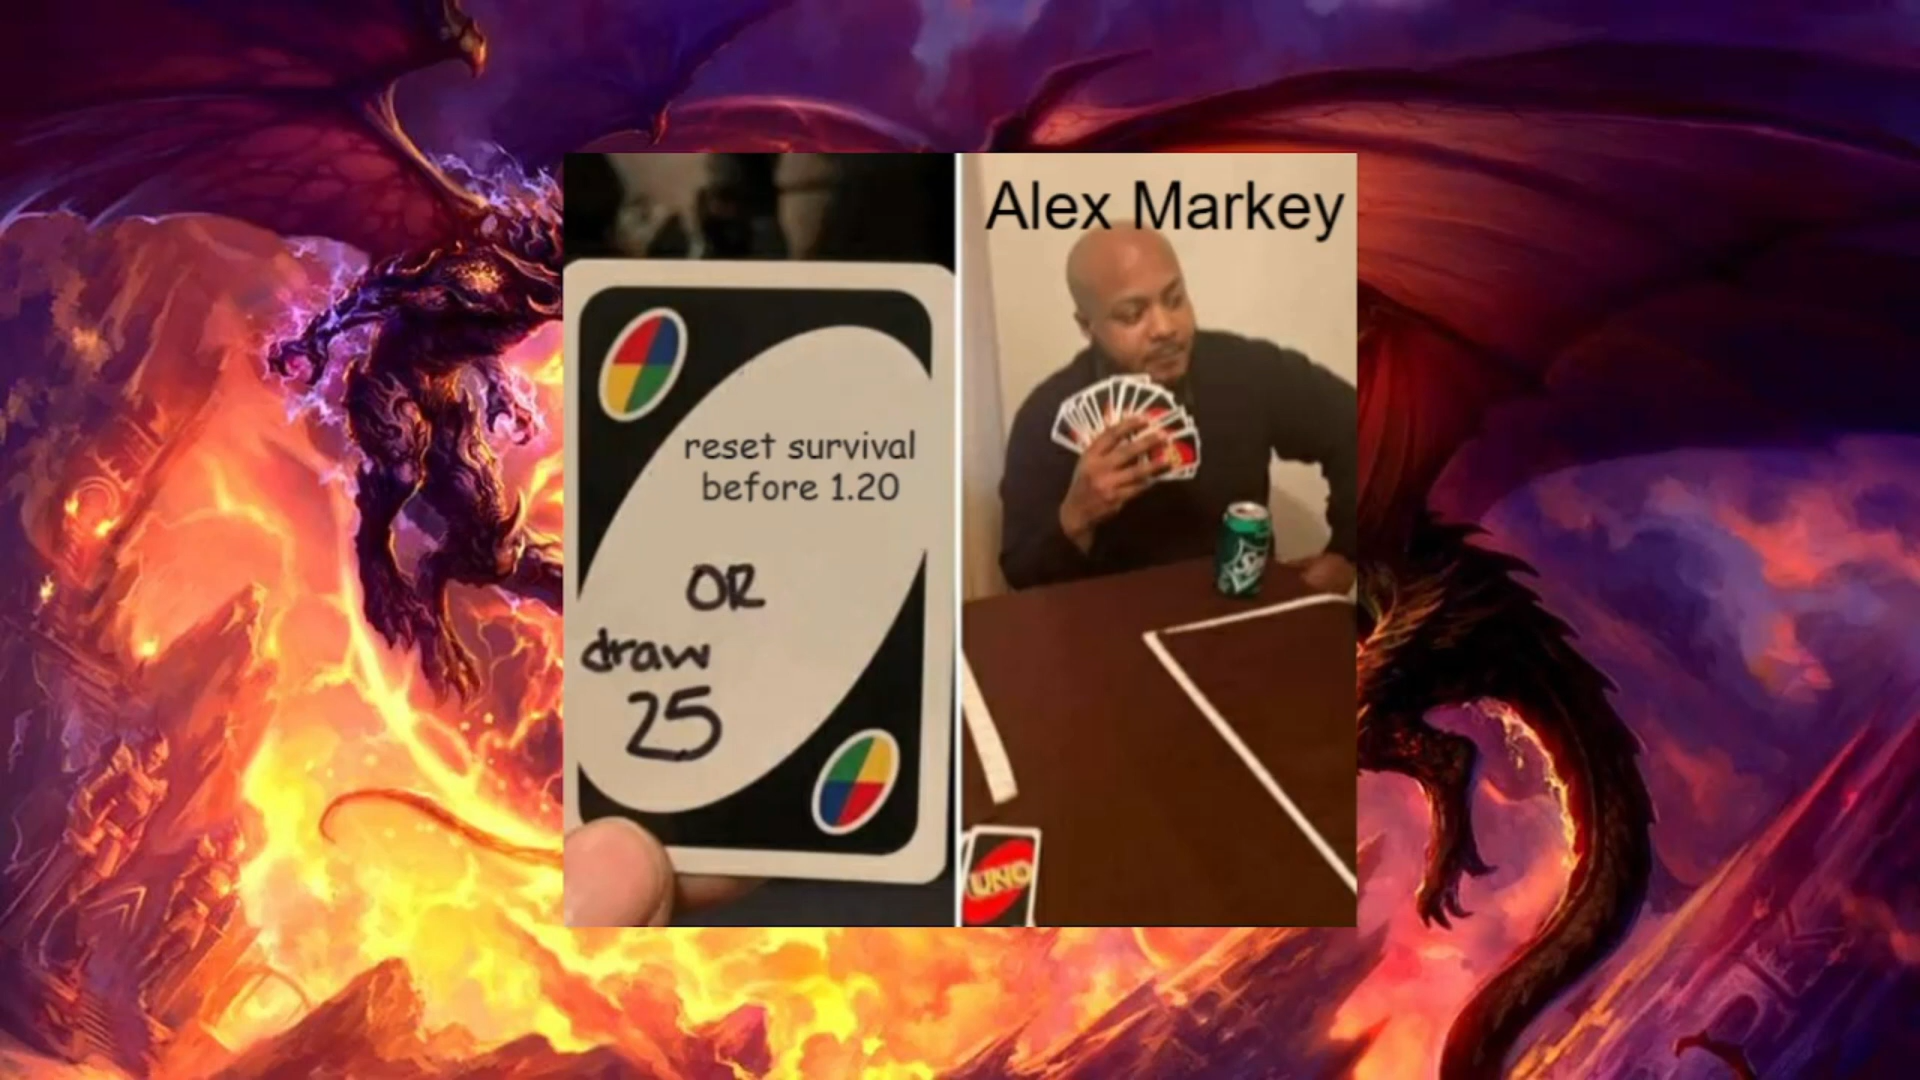 reset survival
before 1.20
OR
draw
25
Alex Markey
UNO